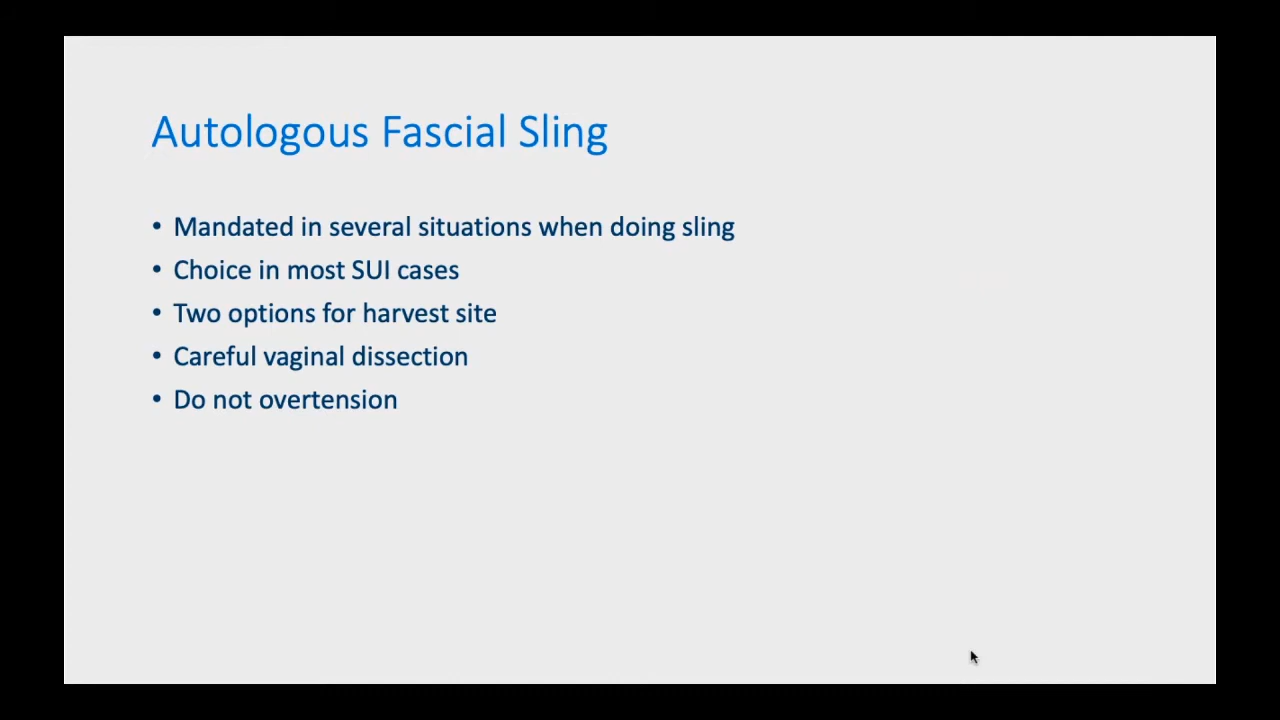 Autologous Fascial Sling
• Mandated in several situations when doing sling
• Choice in most SUI cases
• Two options for harvest site
• Careful vaginal dissection
• Do not overtension